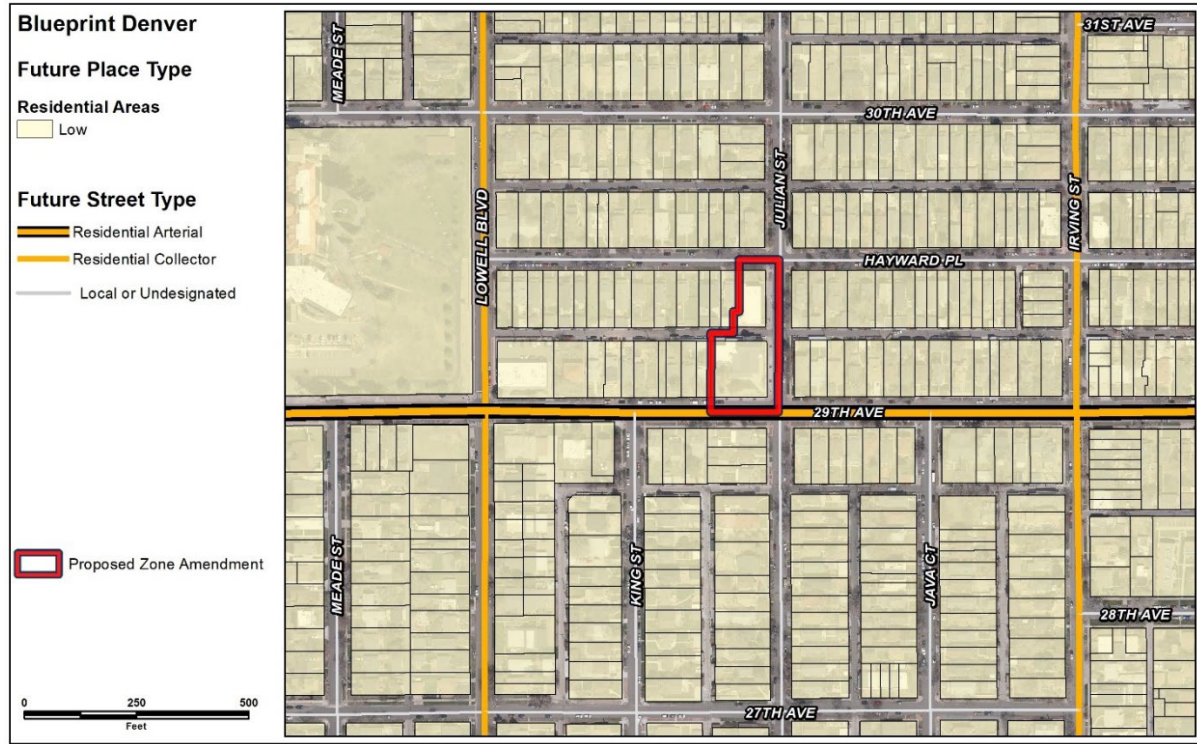 Blueprint Denver
Future Place Type
Residential Areas
Low
Future Street Type
Residential Arterial
Residential Collector
Local or Undesignated
Proposed Zone Amendment
0 250 500
Feet
MEADE ST
31ST AVE
30TH AVE
LOWELL BLVD
JULIAN ST
IRVING ST
HAYWARD PL
29TH AVE
MEADE ST
KING ST
JAVA CT
28TH AVE
27TH AVE